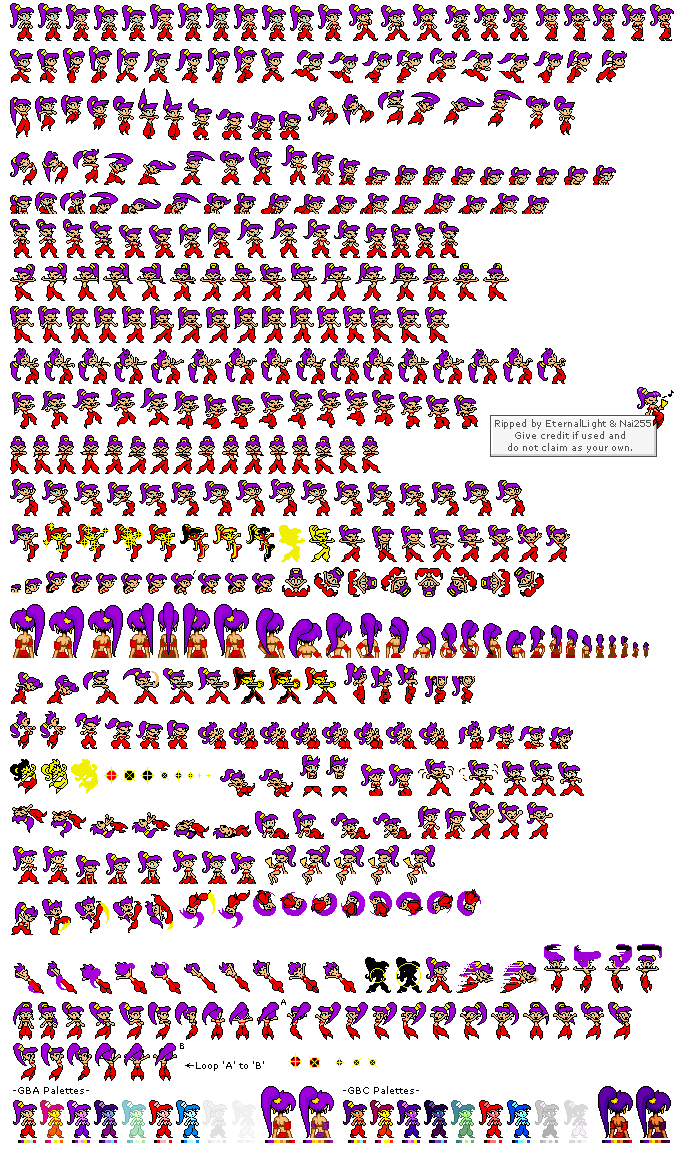 Ripped by EternalLight & Nai255
Give credit if used and
do not claim as your own.
A
B
←Loop 'A' to 'B'
-GBA Palettes-
-GBC Palettes-